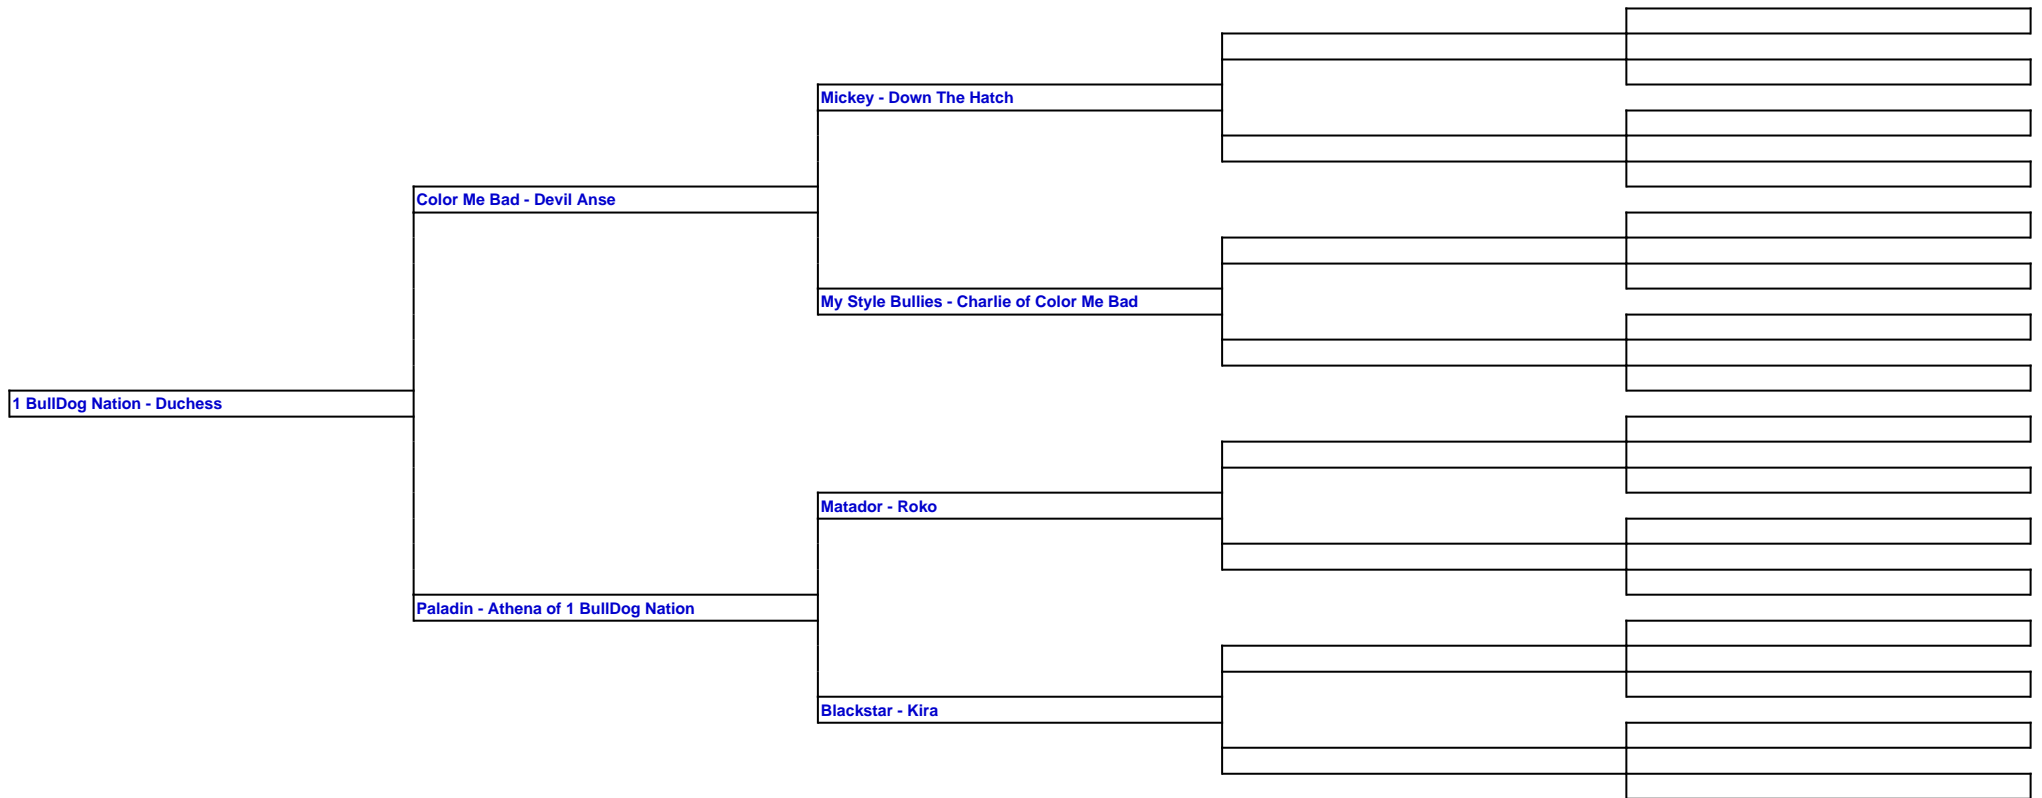 Mickey - Down The Hatch
Color Me Bad - Devil Anse
My Style Bullies - Charlie of Color Me Bad
1 BullDog Nation - Duchess
Matador - Roko
Paladin - Athena of 1 BullDog Nation
Blackstar - Kira